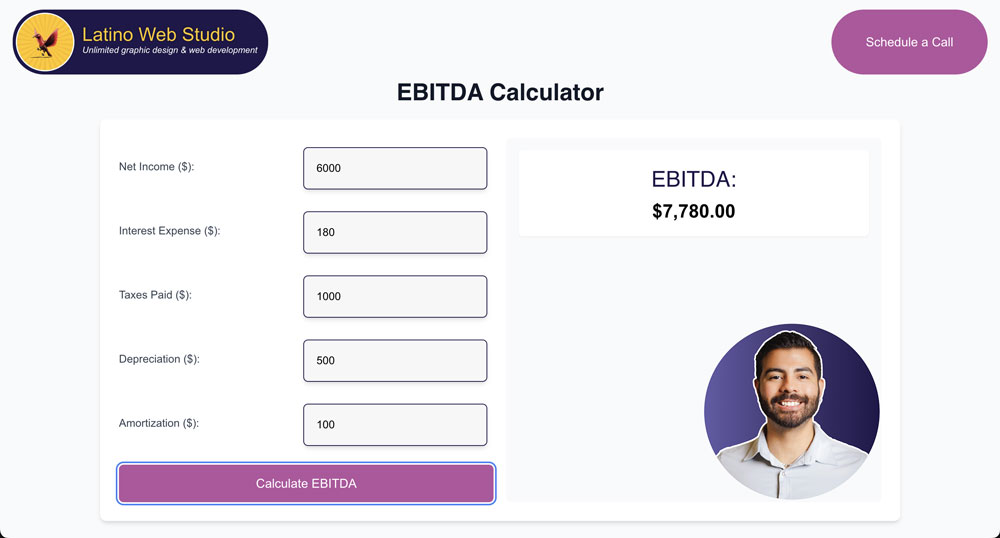 Latino Web Studio
Unlimited graphic design & web development
Schedule a Call
EBITDA Calculator
Net Income ($):
6000
Interest Expense ($):
180
Taxes Paid ($):
1000
Depreciation ($):
500
Amortization ($):
100
Calculate EBITDA
EBITDA:
$7,780.00